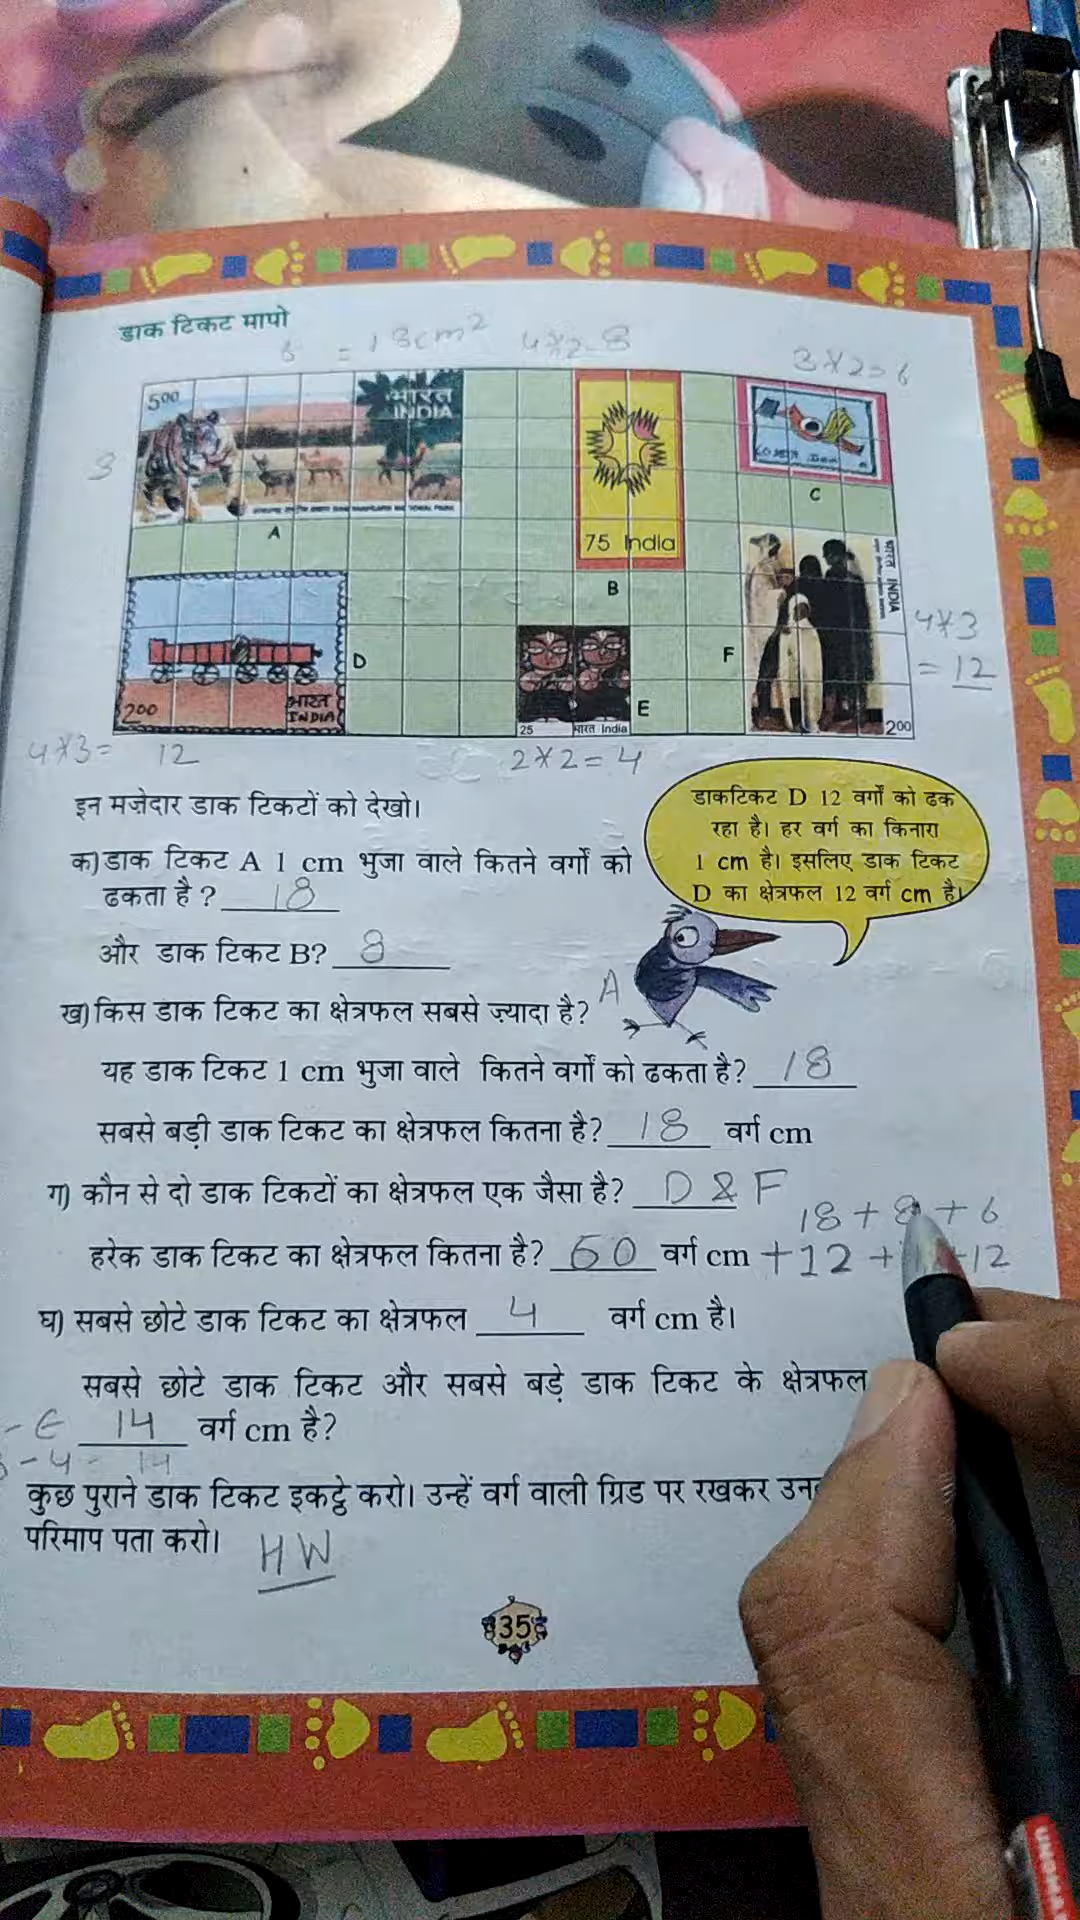 डाक टिकट मापो
6 = 18cm² 4*2=8 3*2=6
500 भारत
INDIA
3
A
75 India
B
C
भारत INDIA
4*3
= 12
D
F
E
200 भारत
INDIA
25 भारत India
200
4*3= 12 2*2=4
इन मज़ेदार डाक टिकटों को देखो।
डाकटिकट D 12 वर्गों को ढक
रहा है। हर वर्ग का किनारा
1 cm है। इसलिए डाक टिकट
D का क्षेत्रफल 12 वर्ग cm है।
क) डाक टिकट A 1 cm भुजा वाले कितने वर्गों को
ढकता है ? 18
और डाक टिकट B? 8
ख) किस डाक टिकट का क्षेत्रफल सबसे ज़्यादा है? A
यह डाक टिकट 1 cm भुजा वाले कितने वर्गों को ढकता है? 18
सबसे बड़ी डाक टिकट का क्षेत्रफल कितना है? 18 वर्ग cm
ग) कौन से दो डाक टिकटों का क्षेत्रफल एक जैसा है? D & F
18 + 8 + 6
हरेक डाक टिकट का क्षेत्रफल कितना है? 60 वर्ग cm +12 + +12
घ) सबसे छोटे डाक टिकट का क्षेत्रफल 4 वर्ग cm है।
सबसे छोटे डाक टिकट और सबसे बड़े डाक टिकट के क्षेत्रफल
- E 14 वर्ग cm है?
- 4 = 14
कुछ पुराने डाक टिकट इकट्ठे करो। उन्हें वर्ग वाली ग्रिड पर रखकर
परिमाप पता करो। HW
35